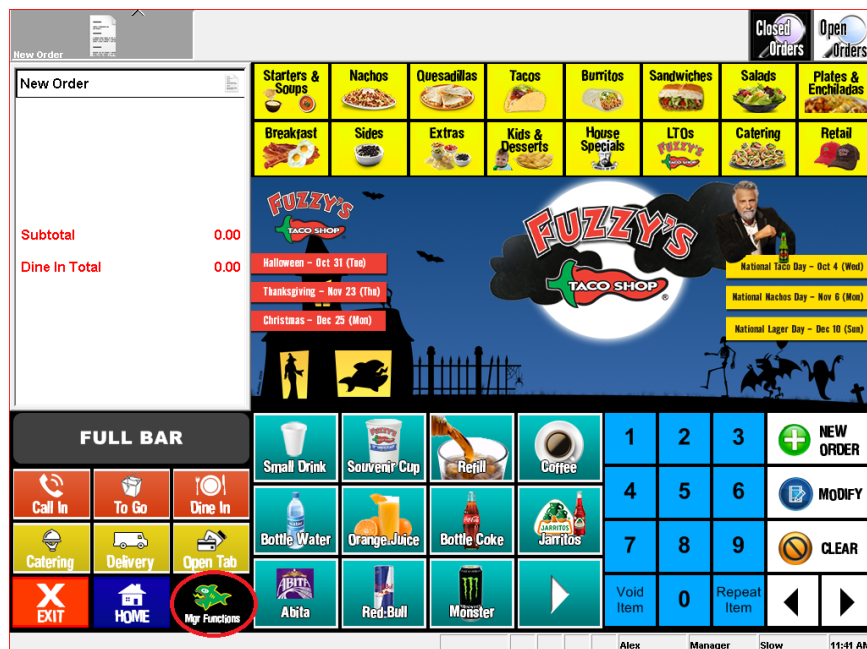 New Order
Closed Orders
Open Orders
New Order
Subtotal 0.00
Dine In Total 0.00
Starters & Soups
Nachos
Quesadillas
Tacos
Burritos
Sandwiches
Salads
Plates & Enchiladas
Breakfast
Sides
Extras
Kids & Desserts
House Specials
LTOs
FUZZY'S
Catering
Retail
FUZZY'S
TACO SHOP
Halloween - Oct 31 (Tue)
Thanksgiving - Nov 23 (Thu)
Christmas - Dec 25 (Mon)
FUZZY'S
TACO SHOP®
National Taco Day - Oct 4 (Wed)
National Nachos Day - Nov 6 (Mon)
National Lager Day - Dec 10 (Sun)
FULL BAR
Call In
To Go
Dine In
Catering
Delivery
Open Tab
X
EXIT
HOME
Mgr Functions
Small Drink
FUZZY'S
Souvenir Cup
Refill
Coffee
Bottle Water
Orange Juice
Bottle Coke
JARRITOS
Jarritos
ABITA
Abita
Red-Bull
Monster
1 2 3
4 5 6
7 8 9
Void Item
0
Repeat Item
NEW ORDER
MODIFY
CLEAR
Alex Manager Slow 11:41 AM